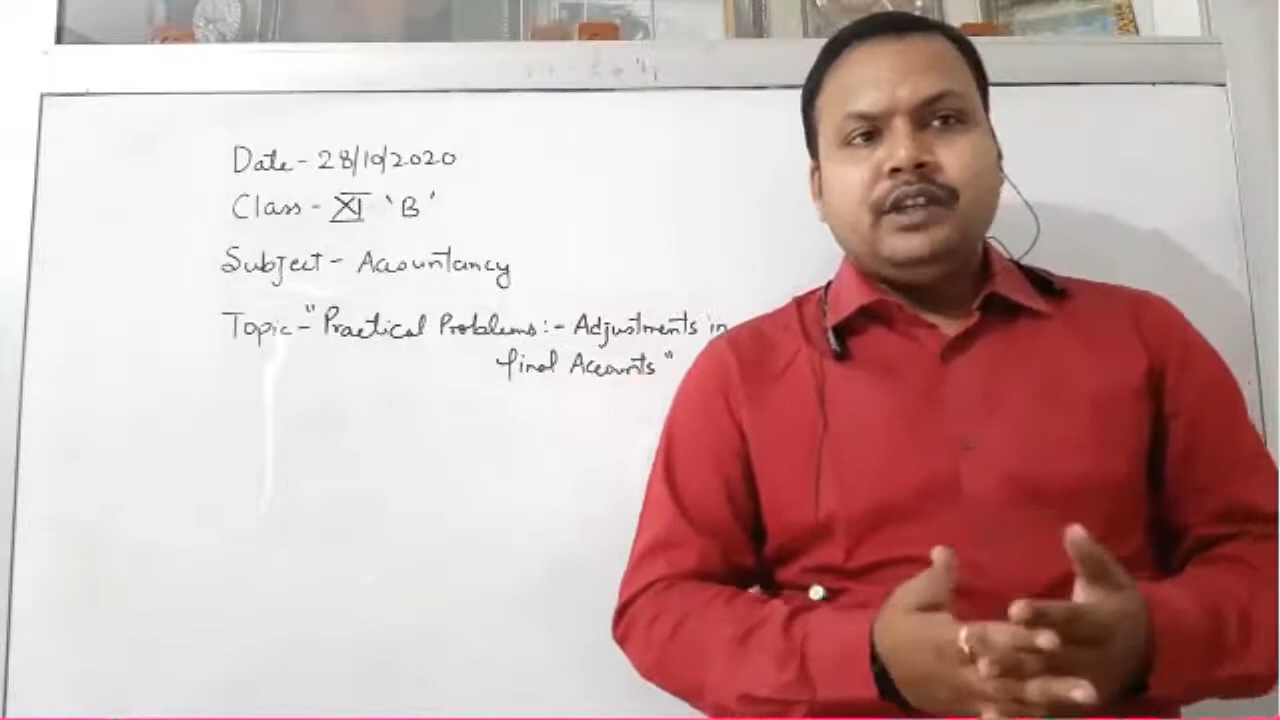 Date - 28/10/2020
Class - XI 'B'
Subject - Accountancy
Topic - "Practical Problems :- Adjustments in
final Accounts"